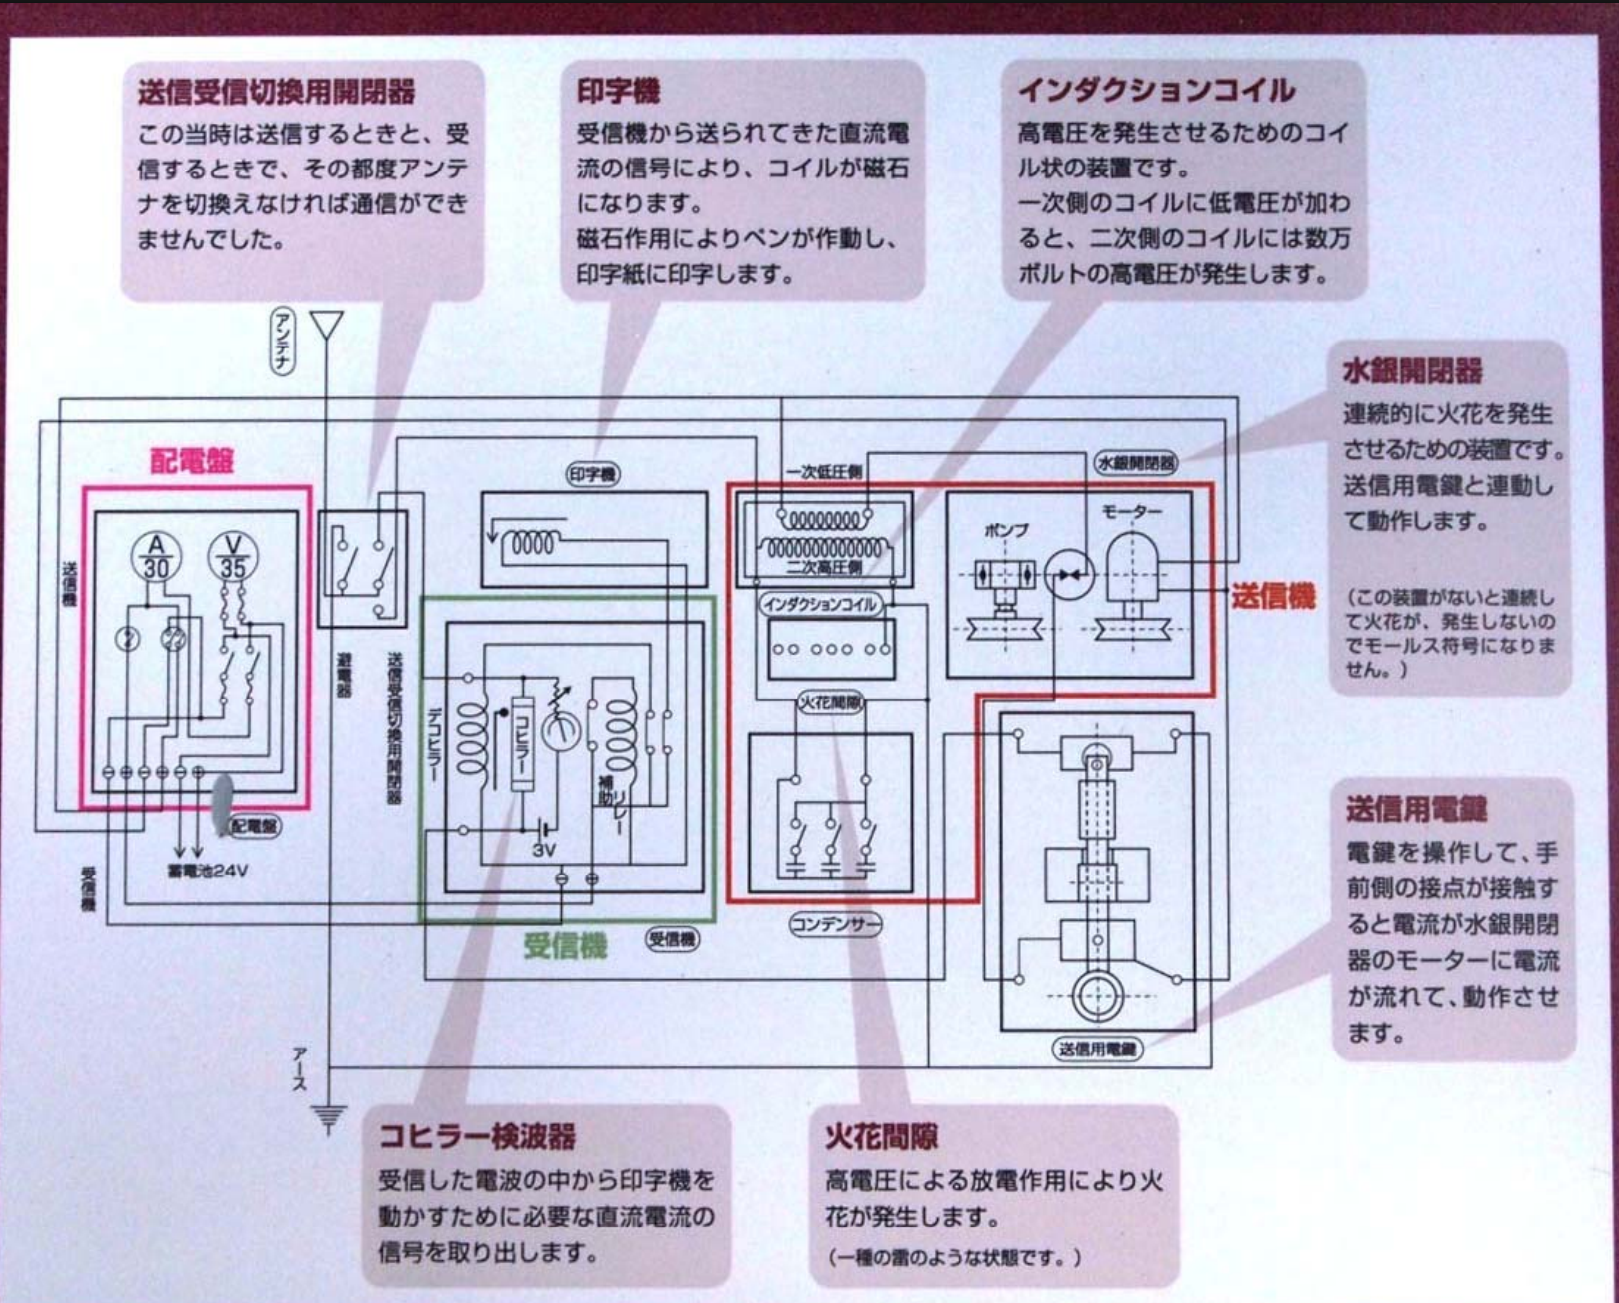 送信受信切換用開閉器
この当時は送信するときと、受
信するときで、その都度アンテ
ナを切換えなければ通信ができ
ませんでした。
印字機
受信機から送られてきた直流電
流の信号により、コイルが磁石
になります。
磁石作用によりペンが作動し、
印字紙に印字します。
インダクションコイル
高電圧を発生させるためのコイ
ル状の装置です。
一次側のコイルに低電圧が加わ
ると、二次側のコイルには数万
ボルトの高電圧が発生します。
水銀開閉器
連続的に火花を発生
させるための装置です。
送信用電鍵と連動し
て動作します。
(この装置がないと連続し
て火花が、発生しないの
でモールス符号になりま
せん。)
アンテナ
配電盤
送信機
A
30
V
35
配電盤
蓄電池24V
受信機
避電器
送信受信切換用開閉器
アース
印字機
デコヒラー
コヒラー
3V
補助リレー
受信機
受信機
一次低圧側
二次高圧側
インダクションコイル
火花間隙
コンデンサー
水銀開閉器
ポンプ
モーター
送信機
送信用電鍵
送信用電鍵
電鍵を操作して、手
前側の接点が接触す
ると電流が水銀開閉
器のモーターに電流
が流れて、動作させ
ます。
コヒラー検波器
受信した電波の中から印字機を
動かすために必要な直流電流の
信号を取り出します。
火花間隙
高電圧による放電作用により火
花が発生します。
(一種の雷のような状態です。)